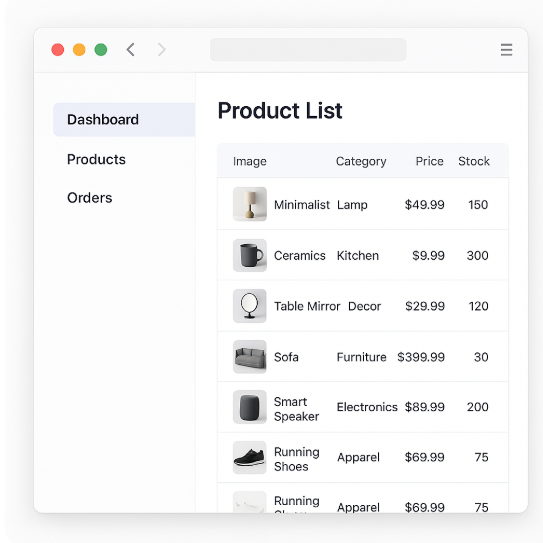 Dashboard
Products
Orders
Product List
Image Category Price Stock
Minimalist Lamp $49.99 150
Ceramics Kitchen $9.99 300
Table Mirror Decor $29.99 120
Sofa Furniture $399.99 30
Smart
Speaker Electronics $89.99 200
Running
Shoes Apparel $69.99 75
Running
Apparel $69.99 75